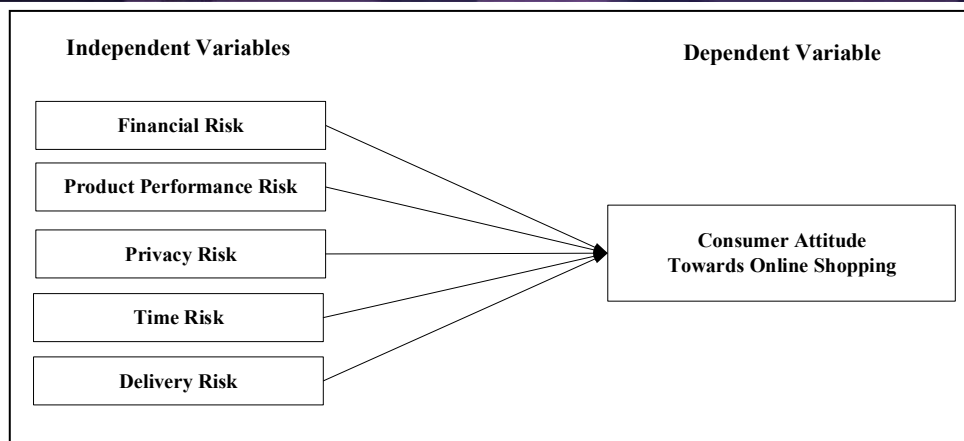 Independent Variables
Dependent Variable
Financial Risk
Product Performance Risk
Privacy Risk
Time Risk
Delivery Risk
Consumer Attitude
Towards Online Shopping